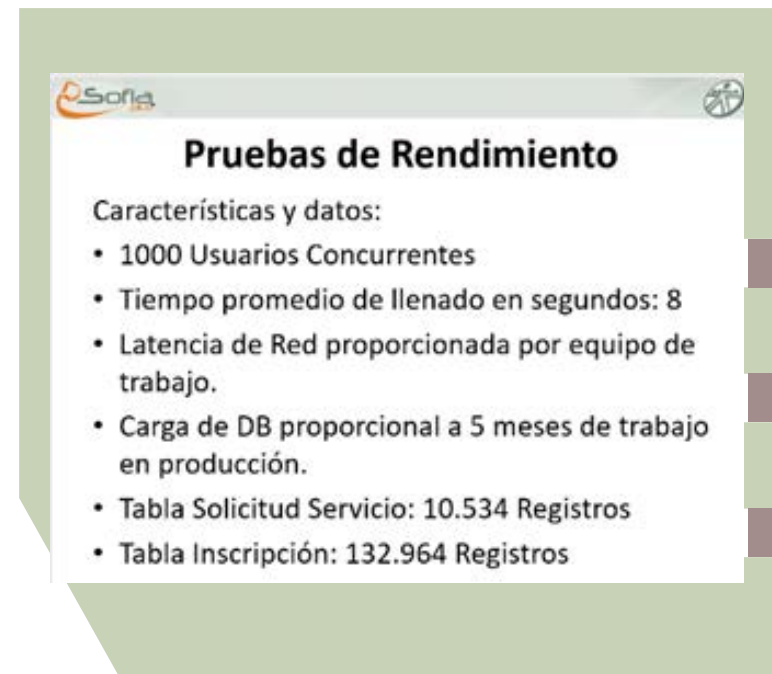 Sofia
Pruebas de Rendimiento
Características y datos:
• 1000 Usuarios Concurrentes
• Tiempo promedio de llenado en segundos: 8
• Latencia de Red proporcionada por equipo de
trabajo.
• Carga de DB proporcional a 5 meses de trabajo
en producción.
• Tabla Solicitud Servicio: 10.534 Registros
• Tabla Inscripción: 132.964 Registros